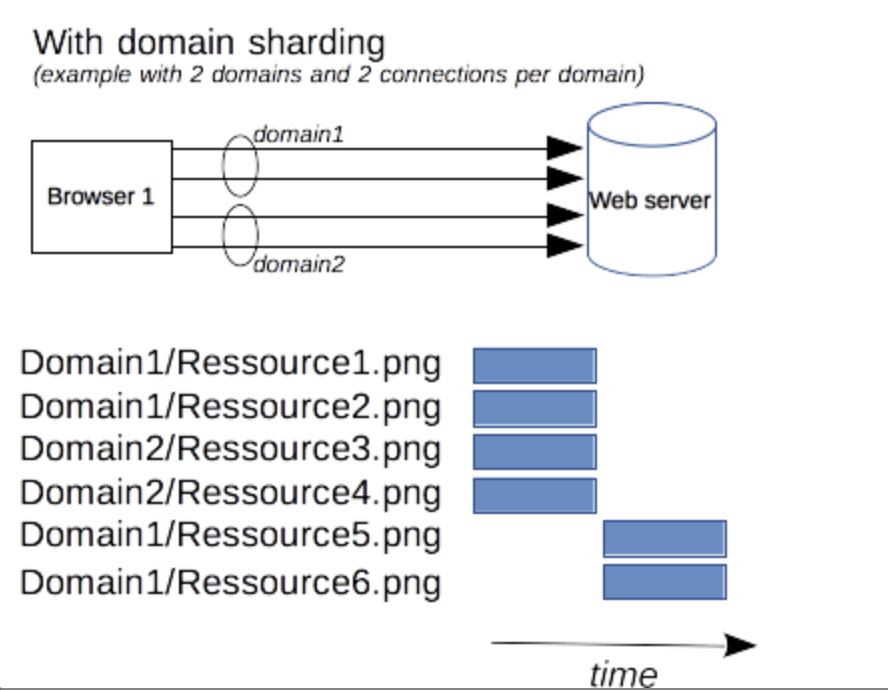 With domain sharding
(example with 2 domains and 2 connections per domain)
domain1
Browser 1
Web server
domain2
Domain1/Ressource1.png
Domain1/Ressource2.png
Domain2/Ressource3.png
Domain2/Ressource4.png
Domain1/Ressource5.png
Domain1/Ressource6.png
time